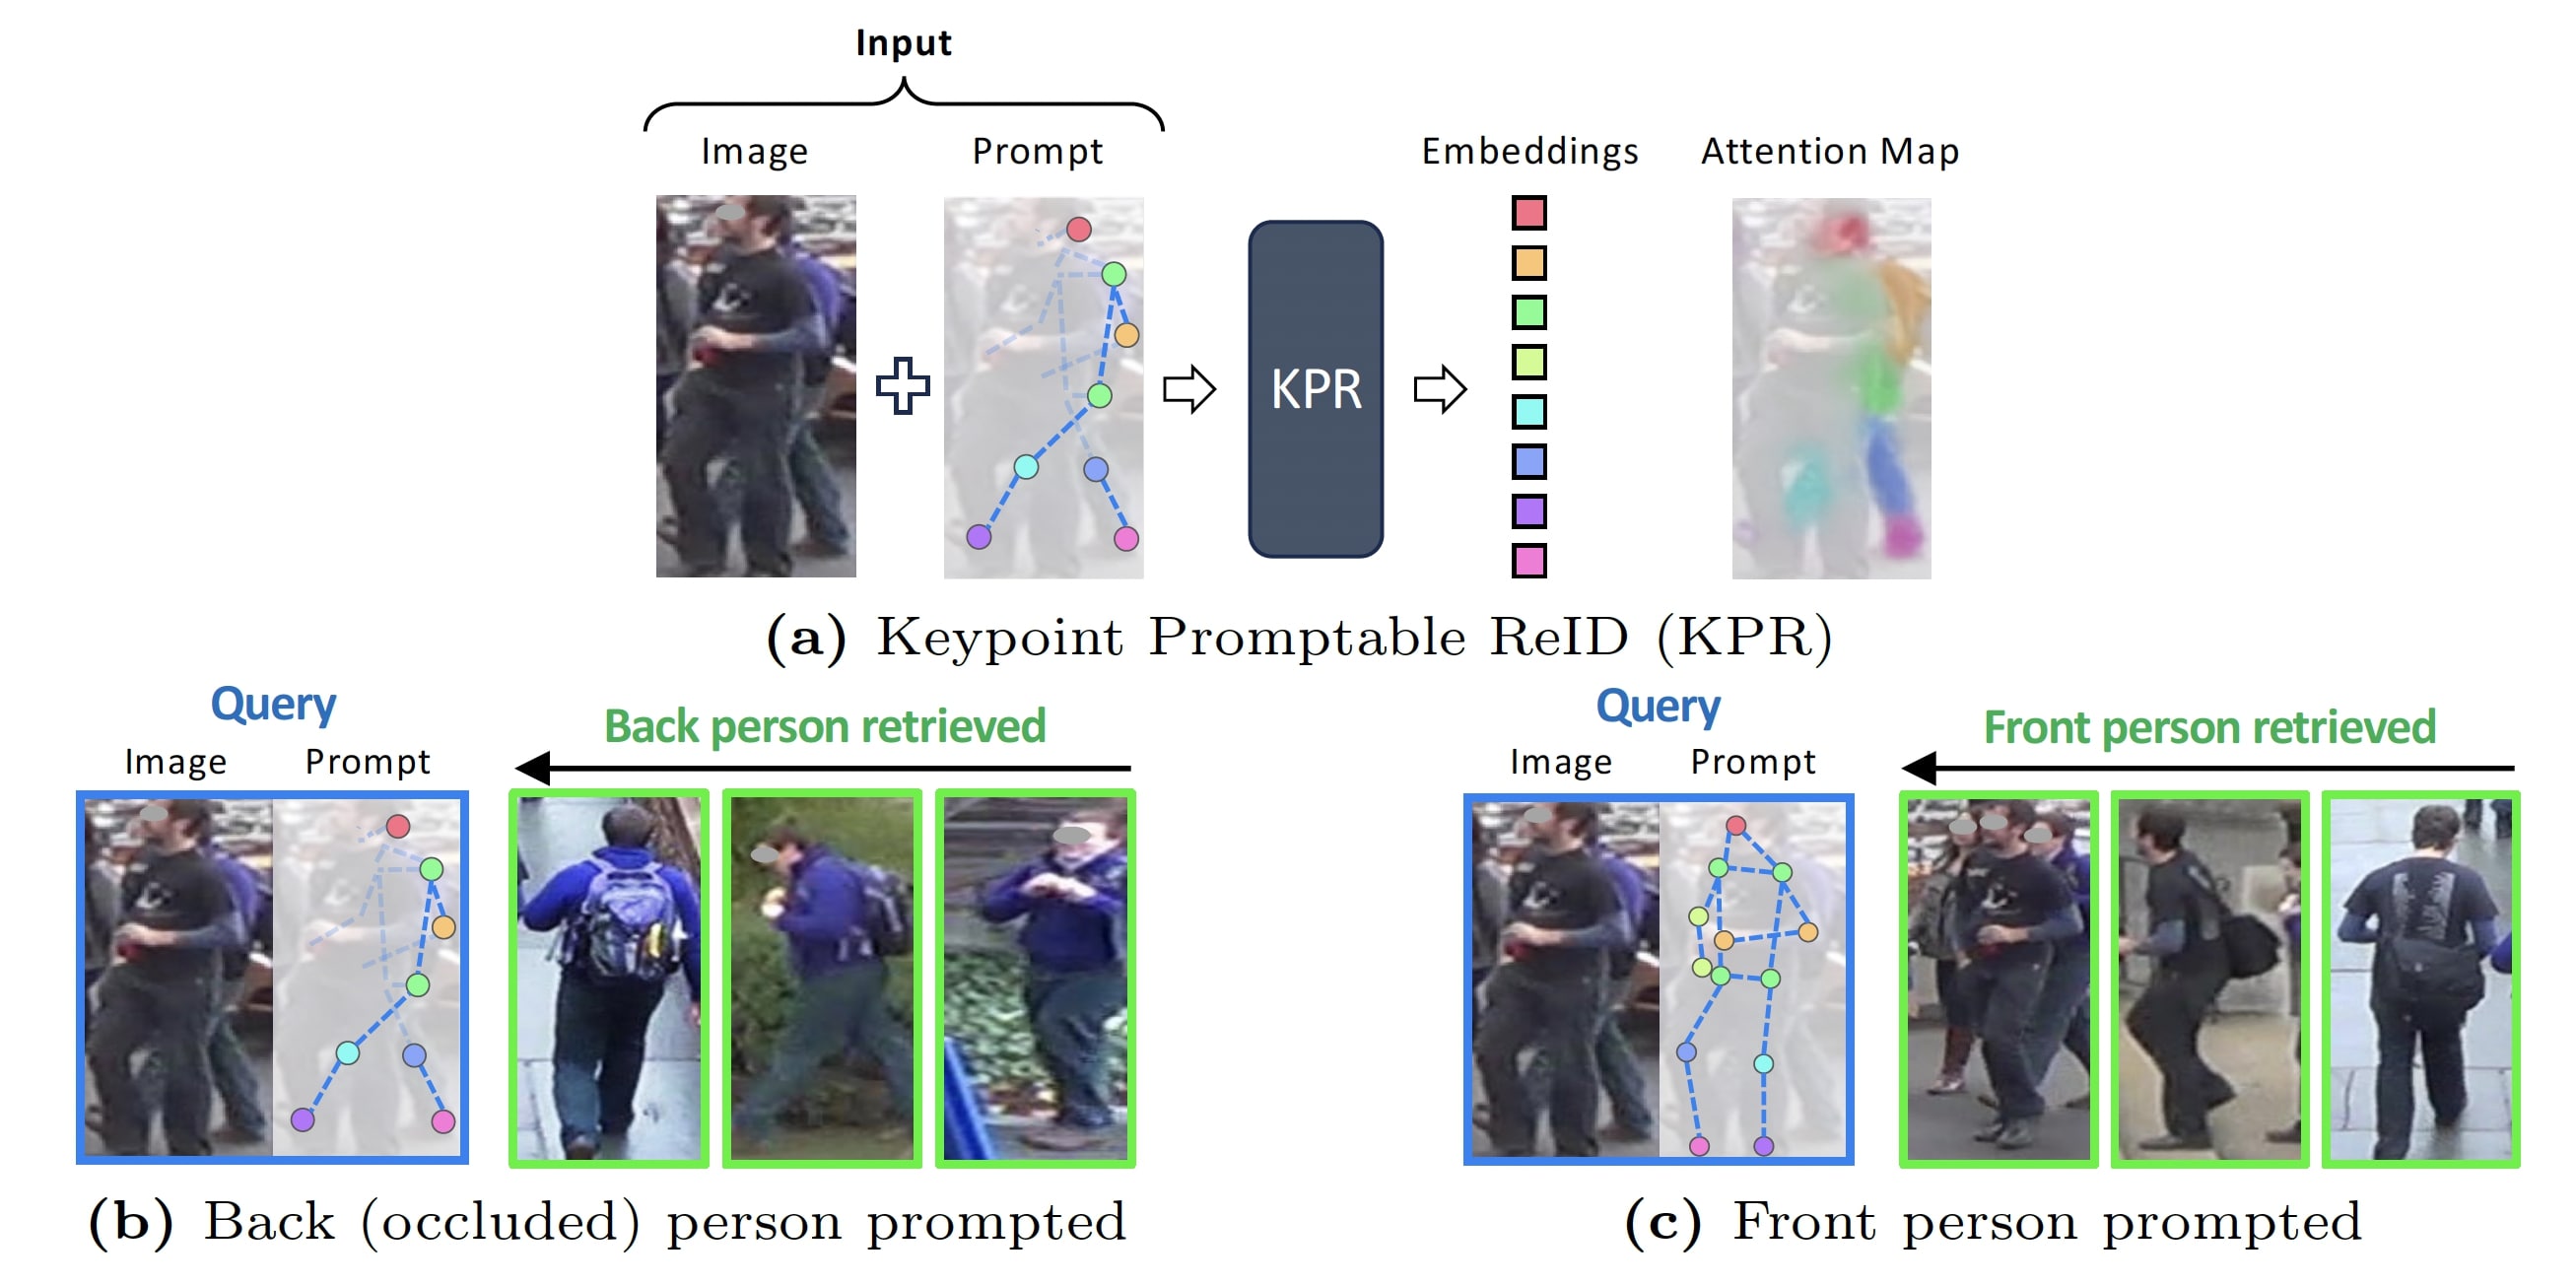 Input
Image
Prompt
Embeddings
Attention Map
KPR
(a) Keypoint Promptable ReID (KPR)
Query
Image
Prompt
Back person retrieved
(b) Back (occluded) person prompted
Query
Image
Prompt
Front person retrieved
(c) Front person prompted